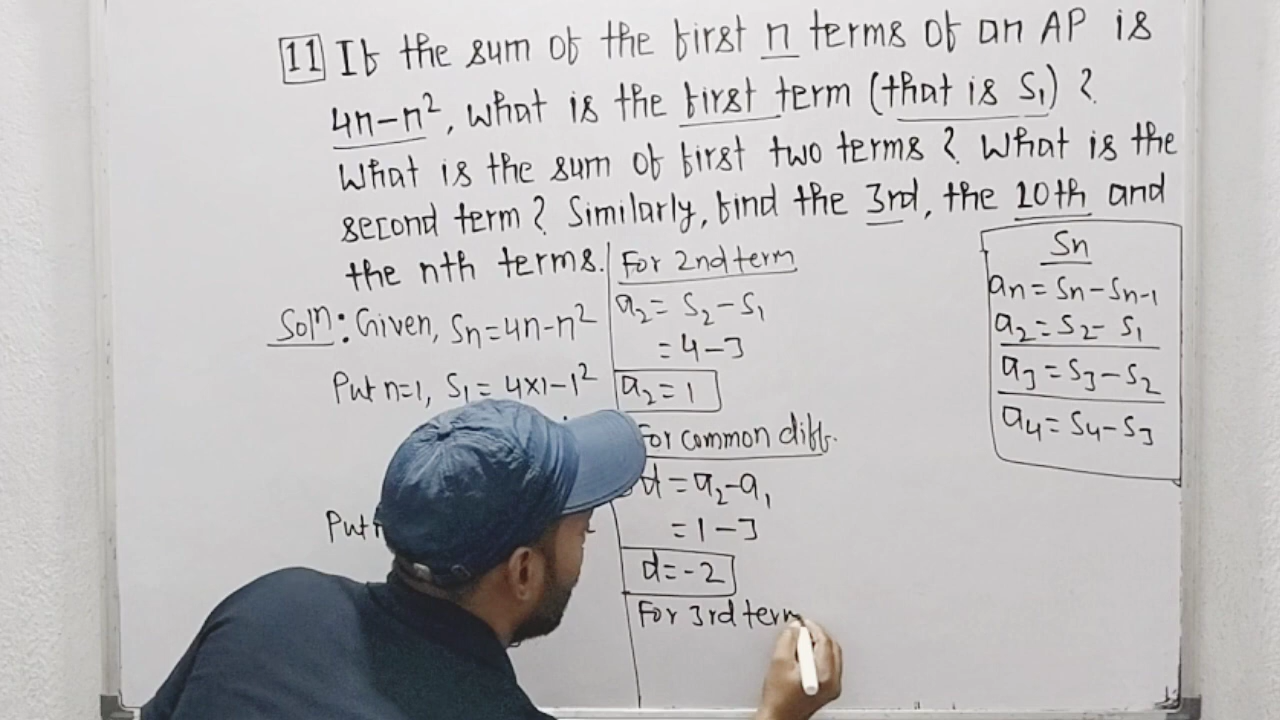 11 If the sum of the first n terms of an AP is
4n-n², what is the first term (that is S₁) ?
What is the sum of first two terms ? What is the
second term ? Similarly, find the 3rd, the 10th and
the nth terms.
Solⁿ: Given, Sn=4n-n²
Put n=1, S₁ = 4×1-1²
Put
For 2nd term
a₂ = S₂ - S₁
= 4-3
a₂ = 1
For common diff.
d = a₂-a₁
= 1-3
d=-2
For 3rd term
Sn
an = Sn-Sn-1
a₂ = S₂ - S₁
a₃ = S₃-S₂
a₄ = S₄-S₃